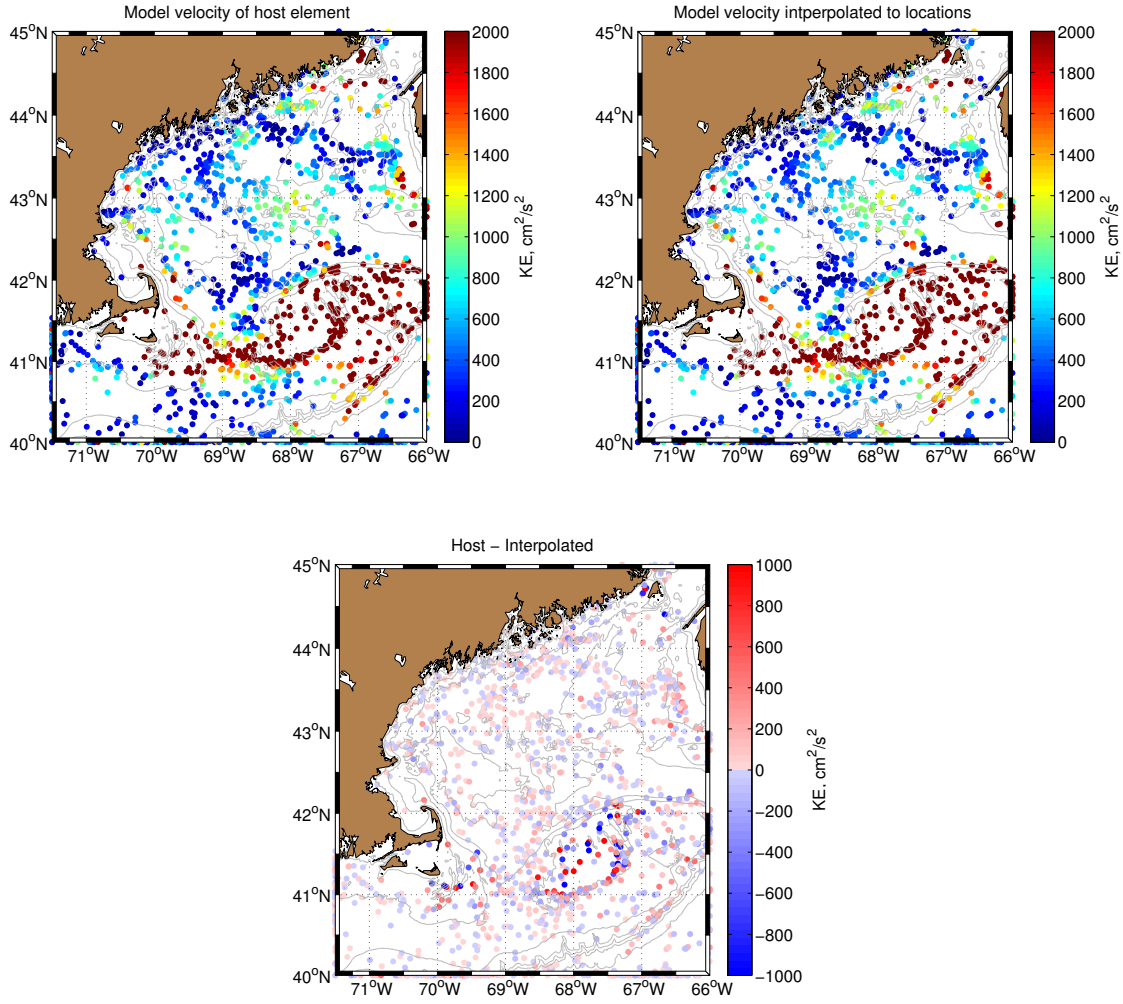 Model velocity of host element
45°N
44°N
43°N
42°N
41°N
40°N
71°W 70°W 69°W 68°W 67°W 66°W
2000
1800
1600
1400
1200
1000
800
600
400
200
0
KE, cm²/s²
Model velocity intperpolated to locations
45°N
44°N
43°N
42°N
41°N
40°N
71°W 70°W 69°W 68°W 67°W 66°W
2000
1800
1600
1400
1200
1000
800
600
400
200
0
KE, cm²/s²
Host − Interpolated
45°N
44°N
43°N
42°N
41°N
40°N
71°W 70°W 69°W 68°W 67°W 66°W
1000
800
600
400
200
0
−200
−400
−600
−800
−1000
KE, cm²/s²